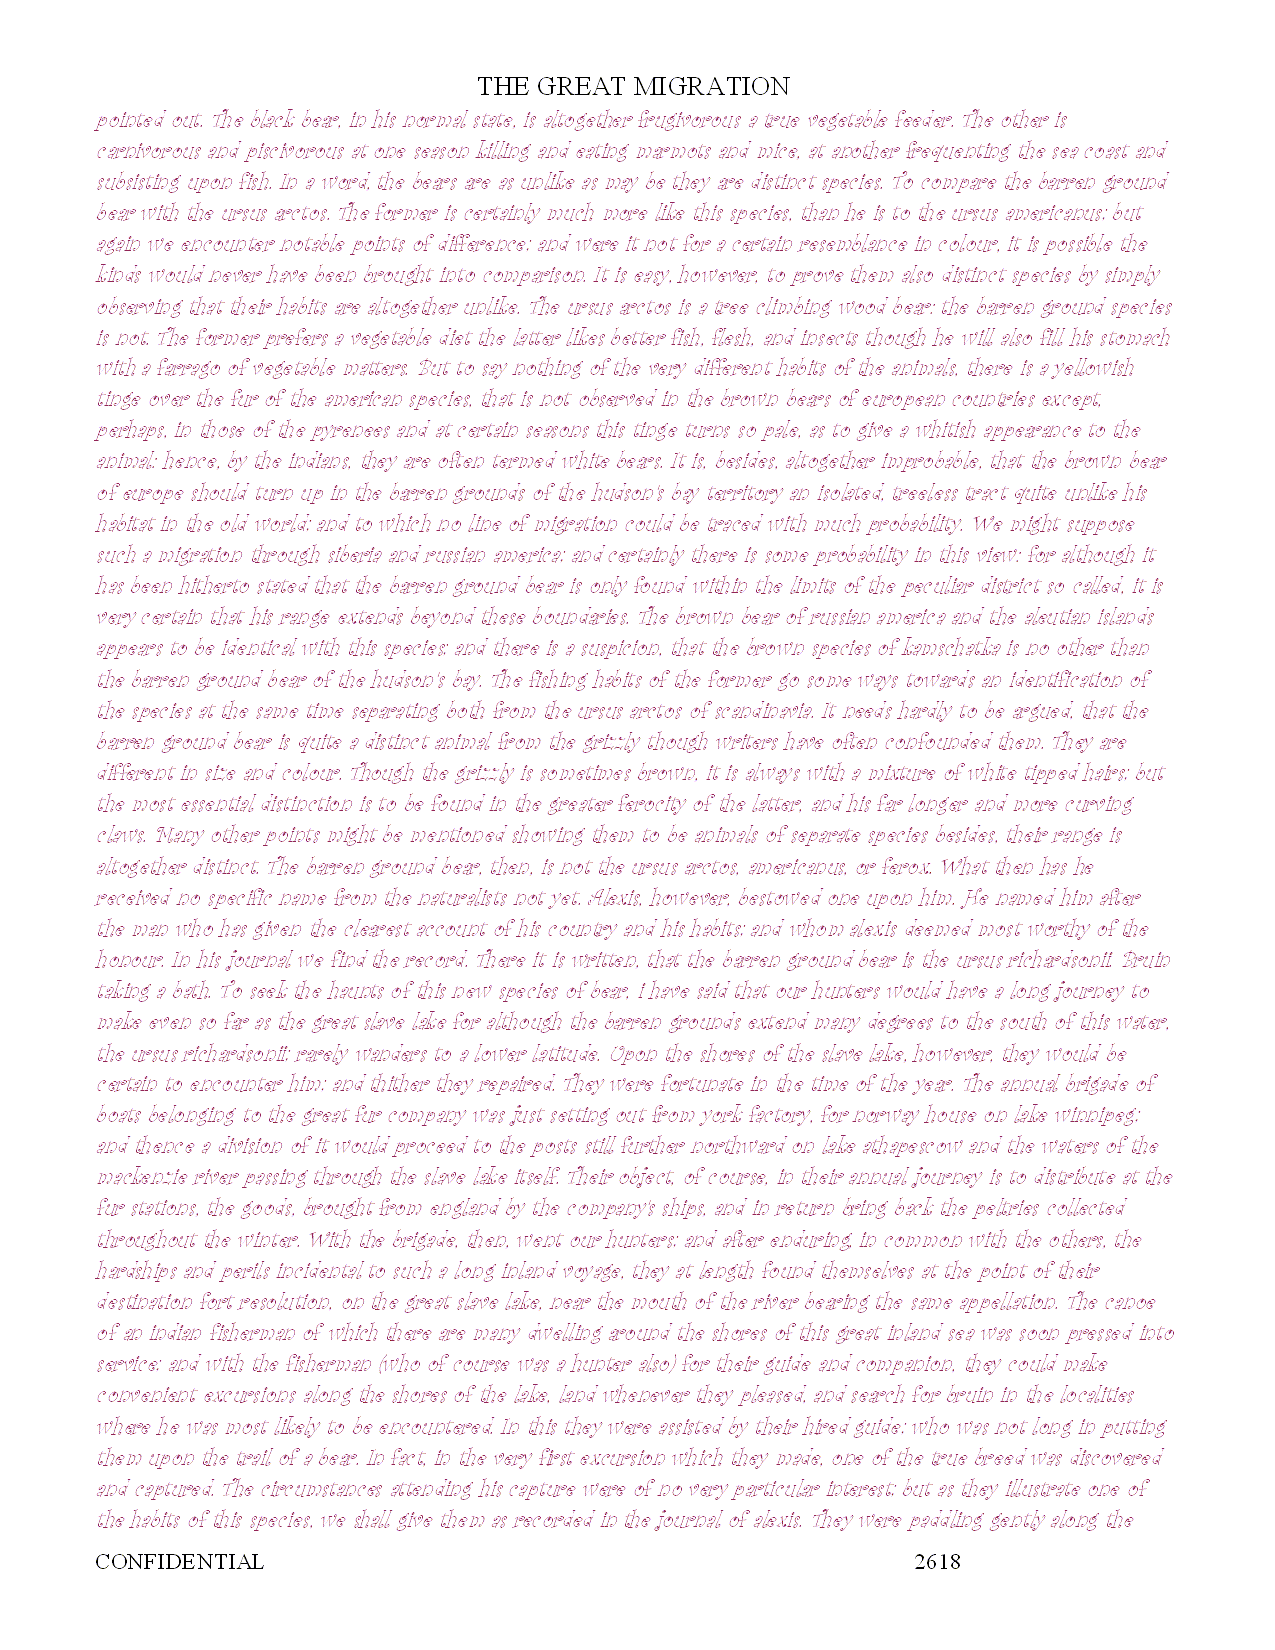 THE GREAT MIGRATION
pointed out. The black bear, in his normal state, is altogether frugivorous a true vegetable feeder. The other is
carnivorous and piscivorous at one season killing and eating marmots and mice, at another frequenting the sea coast and
subsisting upon fish. In a word, the bears are as unlike as may be they are distinct species. To compare the barren ground
bear with the ursus arctos. The former is certainly much more like this species, than he is to the ursus americanus; but
again we encounter notable points of difference; and were it not for a certain resemblance in colour, it is possible the
kinds would never have been brought into comparison. It is easy, however, to prove them also distinct species by simply
observing that their habits are altogether unlike. The ursus arctos is a tree climbing wood bear; the barren ground species
is not. The former prefers a vegetable diet the latter likes better fish, flesh, and insects though he will also fill his stomach
with a farrago of vegetable matters. But to say nothing of the very different habits of the animals, there is a yellowish
tinge over the fur of the american species, that is not observed in the brown bears of european countries except,
perhaps, in those of the pyrenees and at certain seasons this tinge turns so pale, as to give a whitish appearance to the
animal; hence, by the indians, they are often termed white bears. It is, besides, altogether improbable, that the brown bear
of europe should turn up in the barren grounds of the hudson's bay territory an isolated, treeless tract quite unlike his
habitat in the old world; and to which no line of migration could be traced with much probability. We might suppose
such a migration through siberia and russian america; and certainly there is some probability in this view; for although it
has been hitherto stated that the barren ground bear is only found within the limits of the peculiar district so called, it is
very certain that his range extends beyond these boundaries. The brown bear of russian america and the aleutian islands
appears to be identical with this species; and there is a suspicion, that the brown species of kamschatka is no other than
the barren ground bear of the hudson's bay. The fishing habits of the former go some ways towards an identification of
the species at the same time separating both from the ursus arctos of scandinavia. It needs hardly to be argued, that the
barren ground bear is quite a distinct animal from the grizzly though writers have often confounded them. They are
different in size and colour. Though the grizzly is sometimes brown, it is always with a mixture of white tipped hairs; but
the most essential distinction is to be found in the greater ferocity of the latter, and his far longer and more curving
claws. Many other points might be mentioned showing them to be animals of separate species besides, their range is
altogether distinct. The barren ground bear, then, is not the ursus arctos, americanus, or ferox. What then has he
received no specific name from the naturalists not yet. Alexis, however, bestowed one upon him. He named him after
the man who has given the clearest account of his country and his habits; and whom alexis deemed most worthy of the
honour. In his journal we find the record. There it is written, that the barren ground bear is the ursus richardsonii. Bruin
taking a bath. To seek the haunts of this new species of bear, i have said that our hunters would have a long journey to
make even so far as the great slave lake for although the barren grounds extend many degrees to the south of this water,
the ursus richardsonii; rarely wanders to a lower latitude. Upon the shores of the slave lake, however, they would be
certain to encounter him; and thither they repaired. They were fortunate in the time of the year. The annual brigade of
boats belonging to the great fur company was just setting out from york factory, for norway house on lake winnipeg;
and thence a division of it would proceed to the posts still further northward on lake athapescow and the waters of the
mackenzie river passing through the slave lake itself. Their object, of course, in their annual journey is to distribute at the
fur stations, the goods, brought from england by the company's ships, and in return bring back the peltries collected
throughout the winter. With the brigade, then, went our hunters; and after enduring, in common with the others, the
hardships and perils incidental to such a long inland voyage, they at length found themselves at the point of their
destination fort resolution, on the great slave lake, near the mouth of the river bearing the same appellation. The canoe
of an indian fisherman of which there are many dwelling around the shores of this great inland sea was soon pressed into
service; and with the fisherman (who of course was a hunter also) for their guide and companion, they could make
convenient excursions along the shores of the lake, land whenever they pleased, and search for bruin in the localities
where he was most likely to be encountered. In this they were assisted by their hired guide; who was not long in putting
them upon the trail of a bear. In fact, in the very first excursion which they made, one of the true breed was discovered
and captured. The circumstances attending his capture were of no very particular interest; but as they illustrate one of
the habits of this species, we shall give them as recorded in the journal of alexis. They were paddling gently along the
CONFIDENTIAL 2618